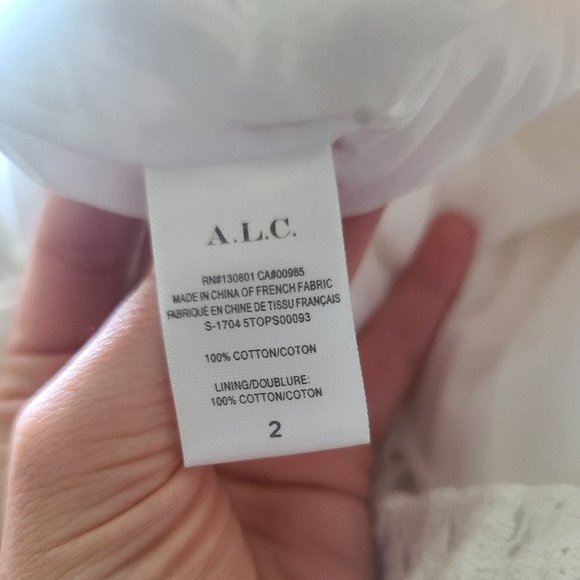 A.L.C.
RN#130801 CA#00985
MADE IN CHINA OF FRENCH FABRIC
FABRIQUÉ EN CHINE DE TISSU FRANÇAIS
S-1704 5TOPS00093
100% COTTON/COTON
LINING/DOUBLURE:
100% COTTON/COTON
2